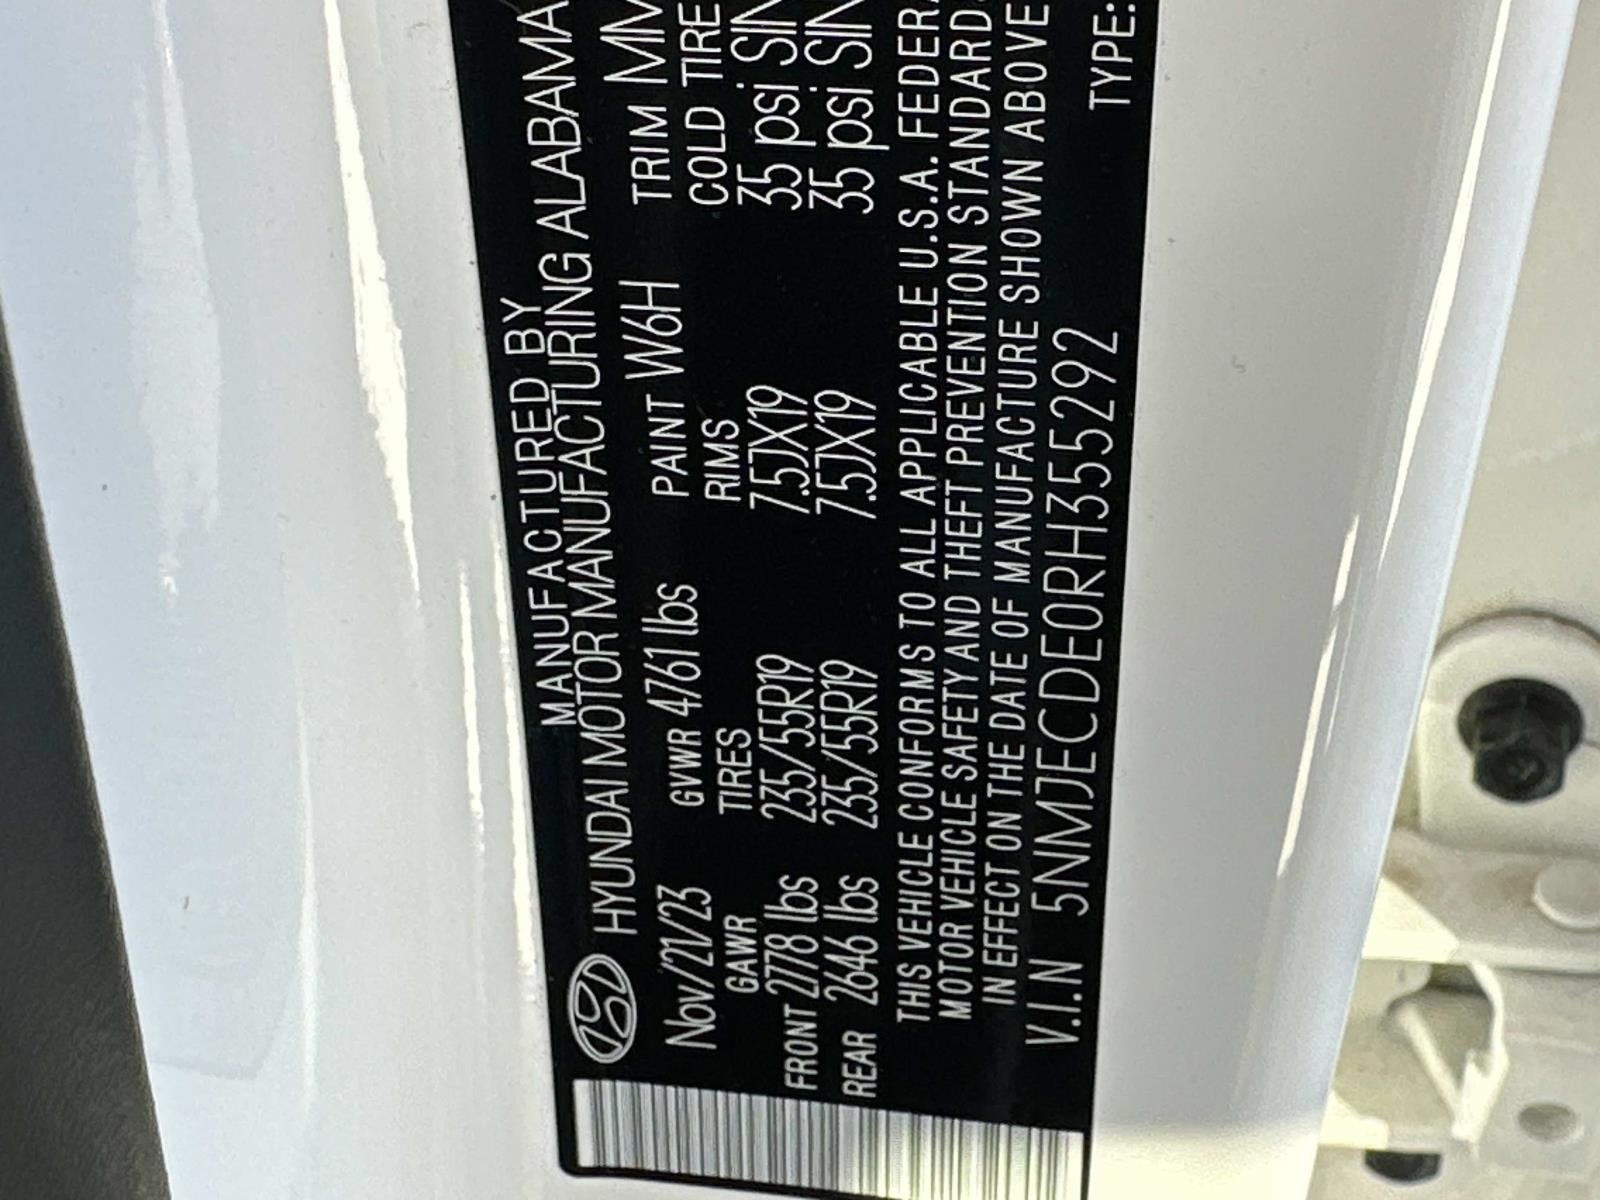 MANUFACTURED BY
HYUNDAI MOTOR MANUFACTURING ALABAMA
Nov/21/23 GVWR 4761 lbs PAINT W6H TRIM
GAWR TIRES RIMS COLD TIRE
FRONT 2778 lbs 235/55R19 7.5JX19 35 psi
REAR 2646 lbs 235/55R19 7.5JX19 35 psi
THIS VEHICLE CONFORMS TO ALL APPLICABLE U.S.A. FEDER
MOTOR VEHICLE SAFETY AND THEFT PREVENTION STANDARD
IN EFFECT ON THE DATE OF MANUFACTURE SHOWN ABOVE
V.I.N 5NMJECDE0RH355292 TYPE: